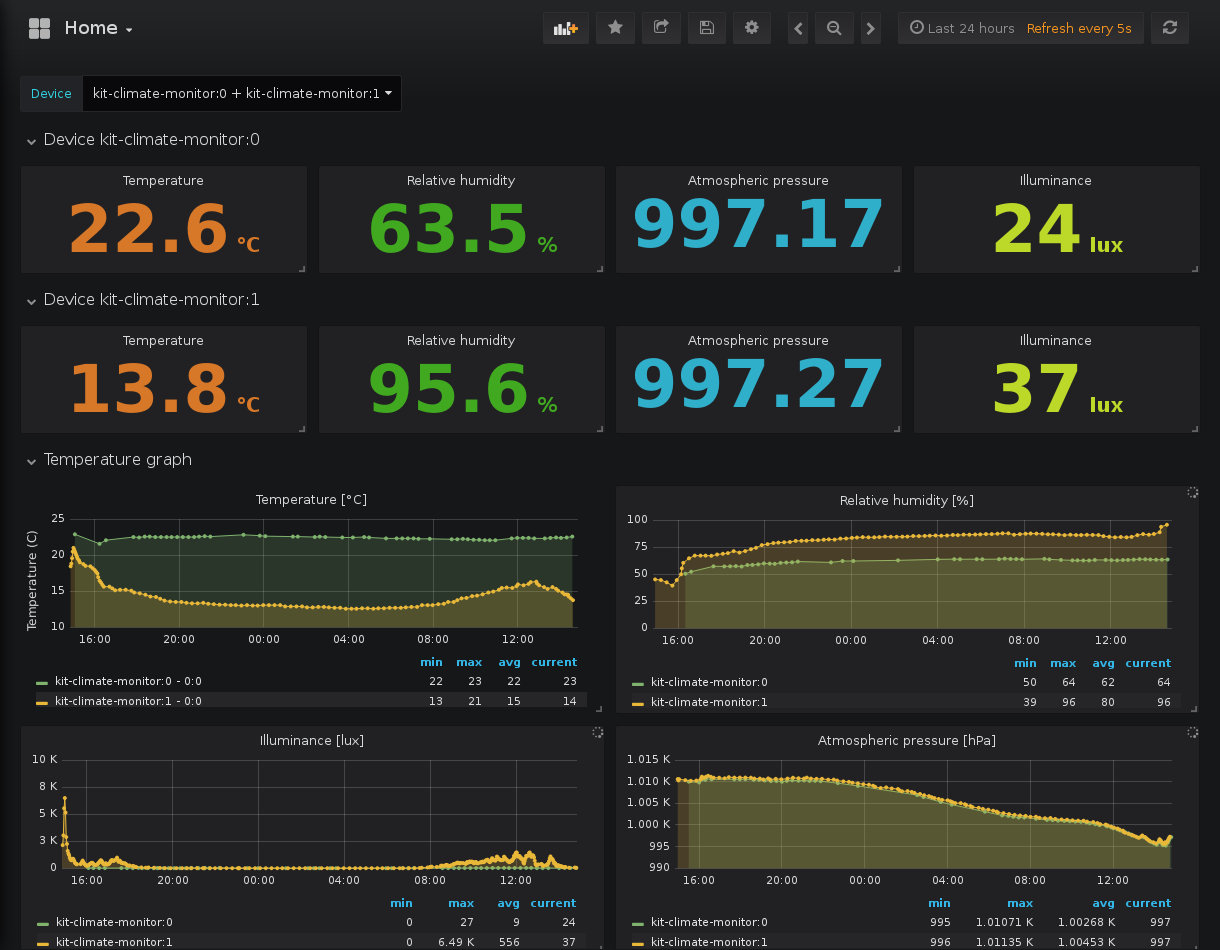 Home
Last 24 hours Refresh every 5s
Device kit-climate-monitor:0 + kit-climate-monitor:1
Device kit-climate-monitor:0
Temperature Relative humidity Atmospheric pressure Illuminance
22.6 °C 63.5 % 997.17 24 lux
Device kit-climate-monitor:1
Temperature Relative humidity Atmospheric pressure Illuminance
13.8 °C 95.6 % 997.27 37 lux
Temperature graph
Temperature [°C]
Temperature (C)
25
20
15
10
16:00 20:00 00:00 04:00 08:00 12:00
min max avg current
kit-climate-monitor:0 - 0:0 22 23 22 23
kit-climate-monitor:1 - 0:0 13 21 15 14
Relative humidity [%]
100
75
50
25
0
16:00 20:00 00:00 04:00 08:00 12:00
min max avg current
kit-climate-monitor:0 50 64 62 64
kit-climate-monitor:1 39 96 80 96
Illuminance [lux]
10 K
8 K
5 K
3 K
0
16:00 20:00 00:00 04:00 08:00 12:00
min max avg current
kit-climate-monitor:0 0 27 9 24
kit-climate-monitor:1 0 6.49 K 556 37
Atmospheric pressure [hPa]
1.015 K
1.010 K
1.005 K
1.000 K
995
990
16:00 20:00 00:00 04:00 08:00 12:00
min max avg current
kit-climate-monitor:0 995 1.01071 K 1.00268 K 997
kit-climate-monitor:1 996 1.01135 K 1.00453 K 997